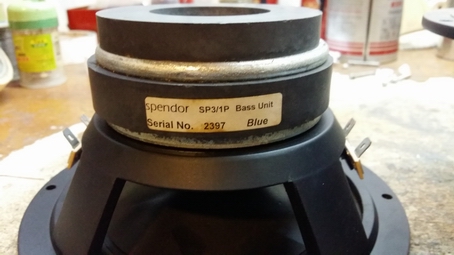 spendor SP3/1P Bass Unit
Serial No. 2397 Blue